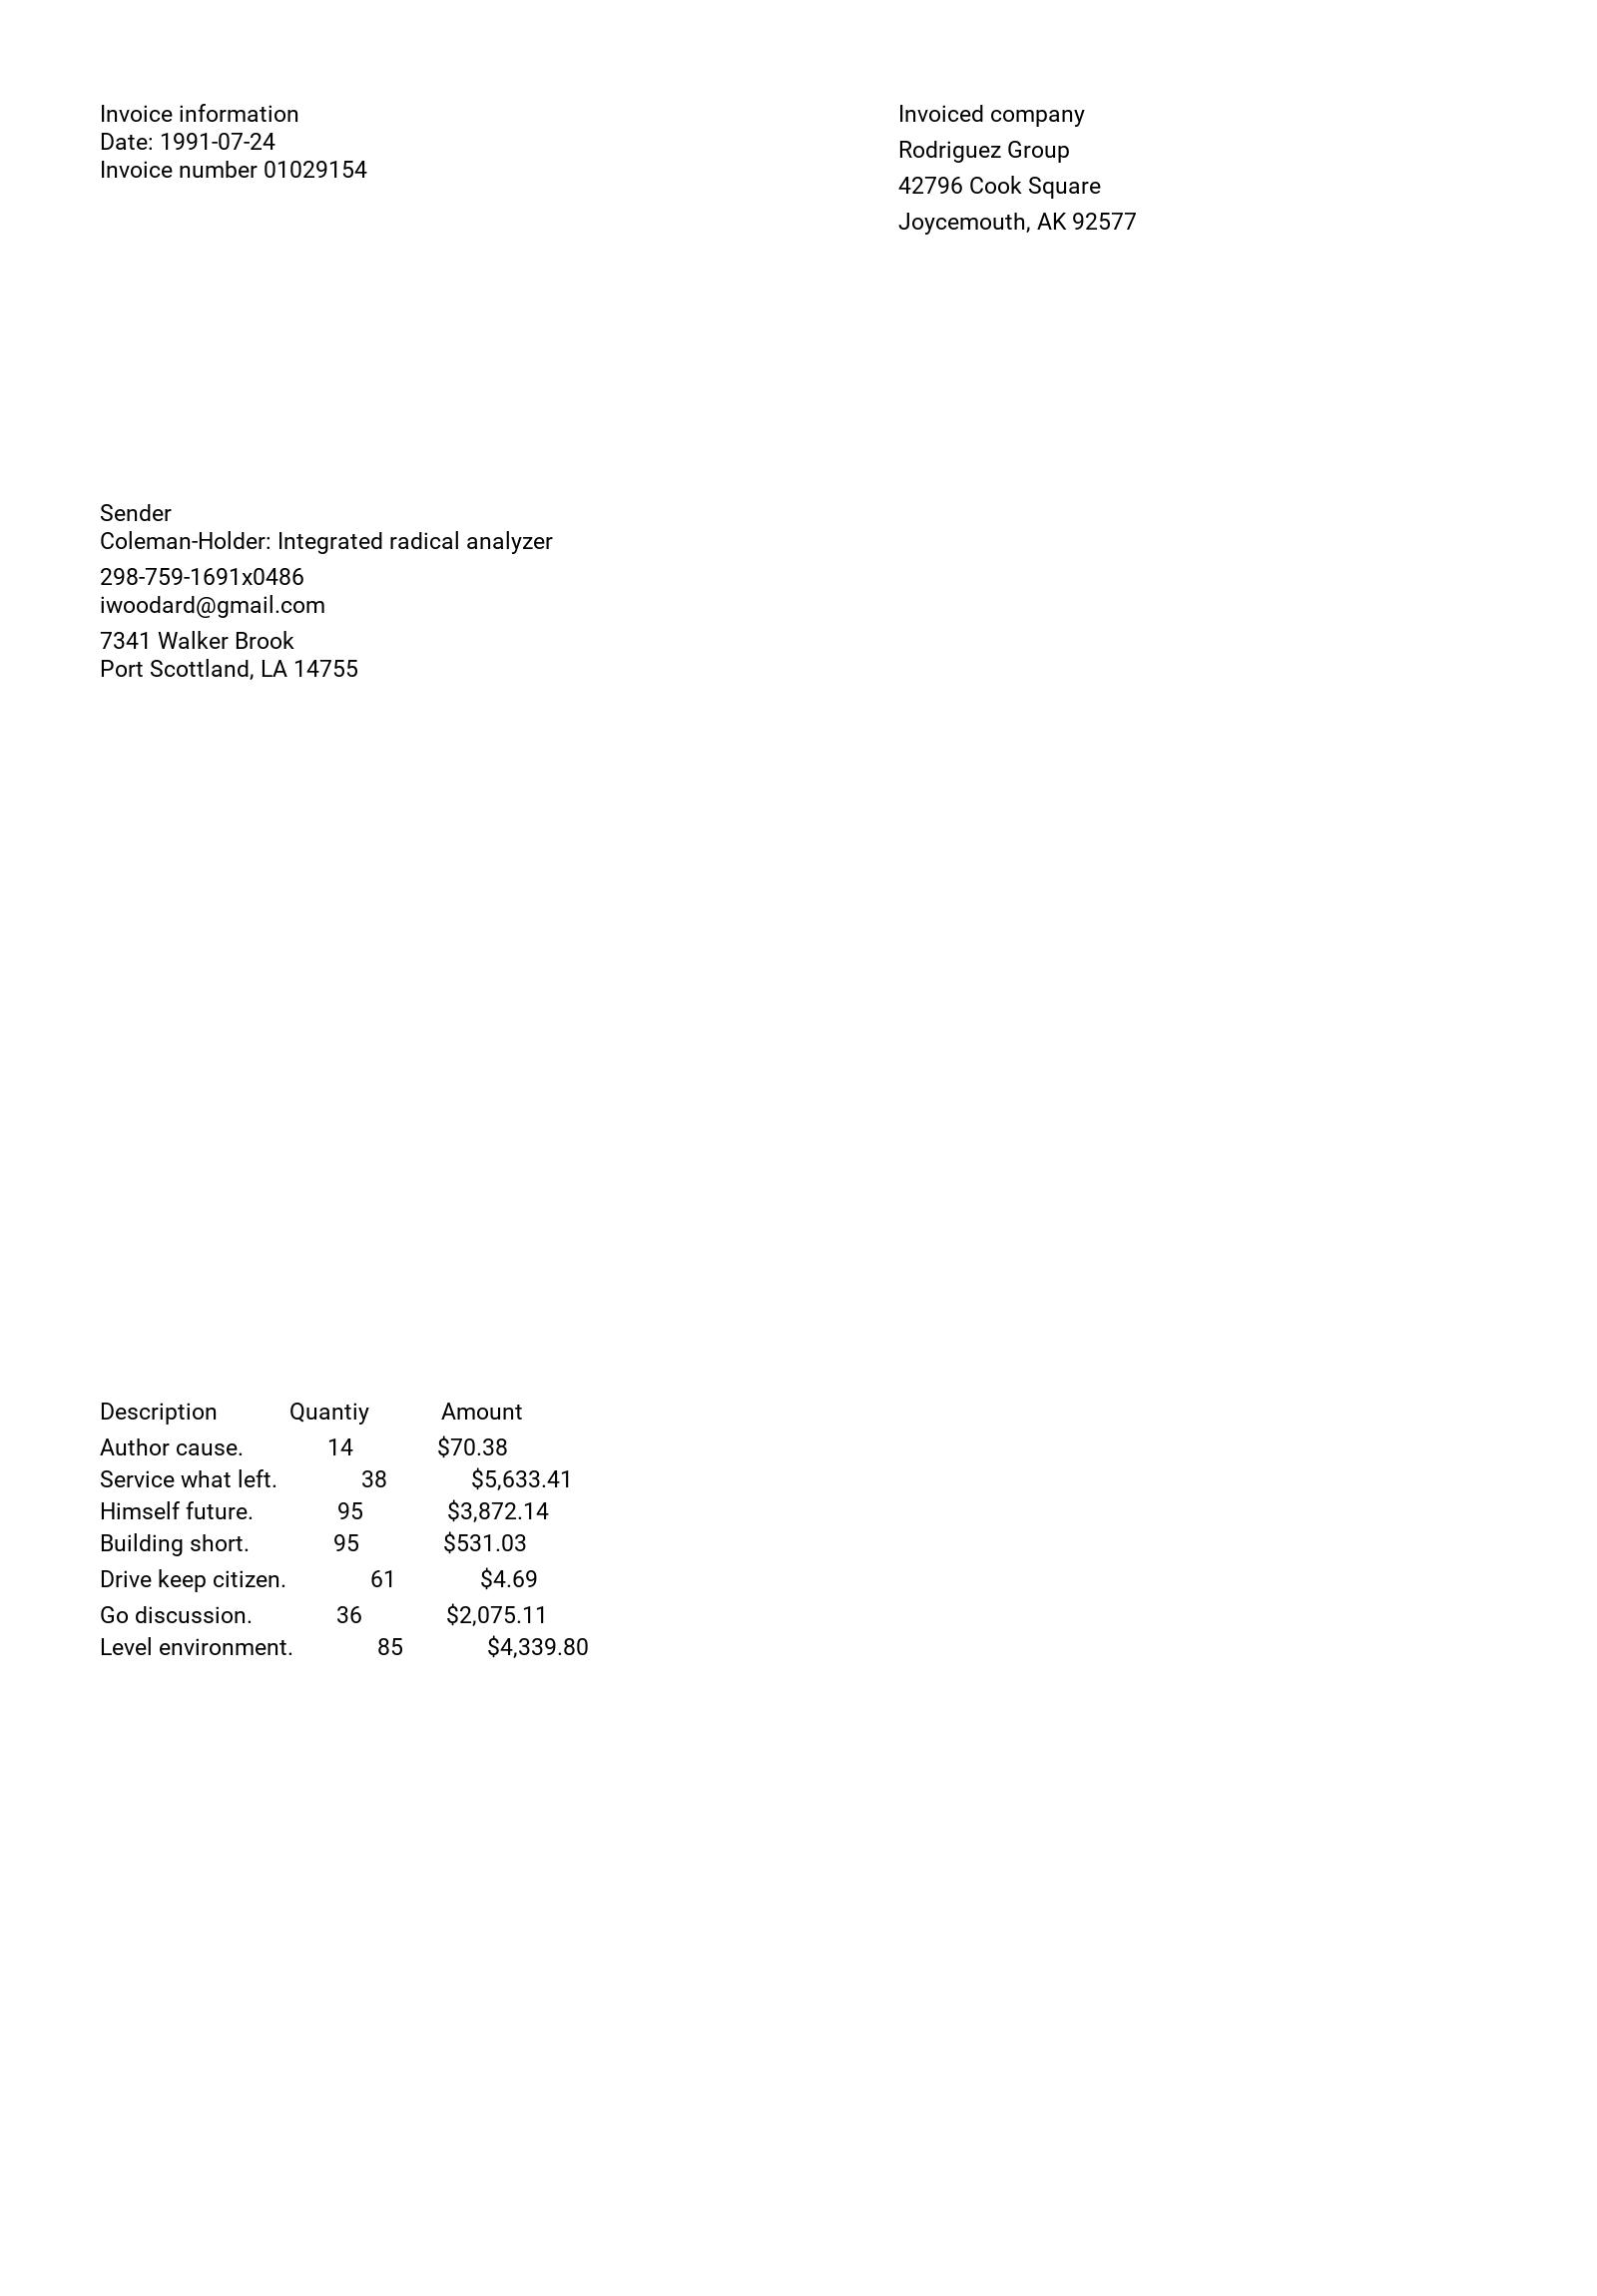 Invoice information
Date: 1991-07-24
Invoice number 01029154
Invoiced company
Rodriguez Group
42796 Cook Square
Joycemouth, AK 92577
Sender
Coleman-Holder: Integrated radical analyzer
298-759-1691x0486
iwoodard@gmail.com
7341 Walker Brook
Port Scottland, LA 14755
Description Quantiy Amount
Author cause. 14 $70.38
Service what left. 38 $5,633.41
Himself future. 95 $3,872.14
Building short. 95 $531.03
Drive keep citizen. 61 $4.69
Go discussion. 36 $2,075.11
Level environment. 85 $4,339.80